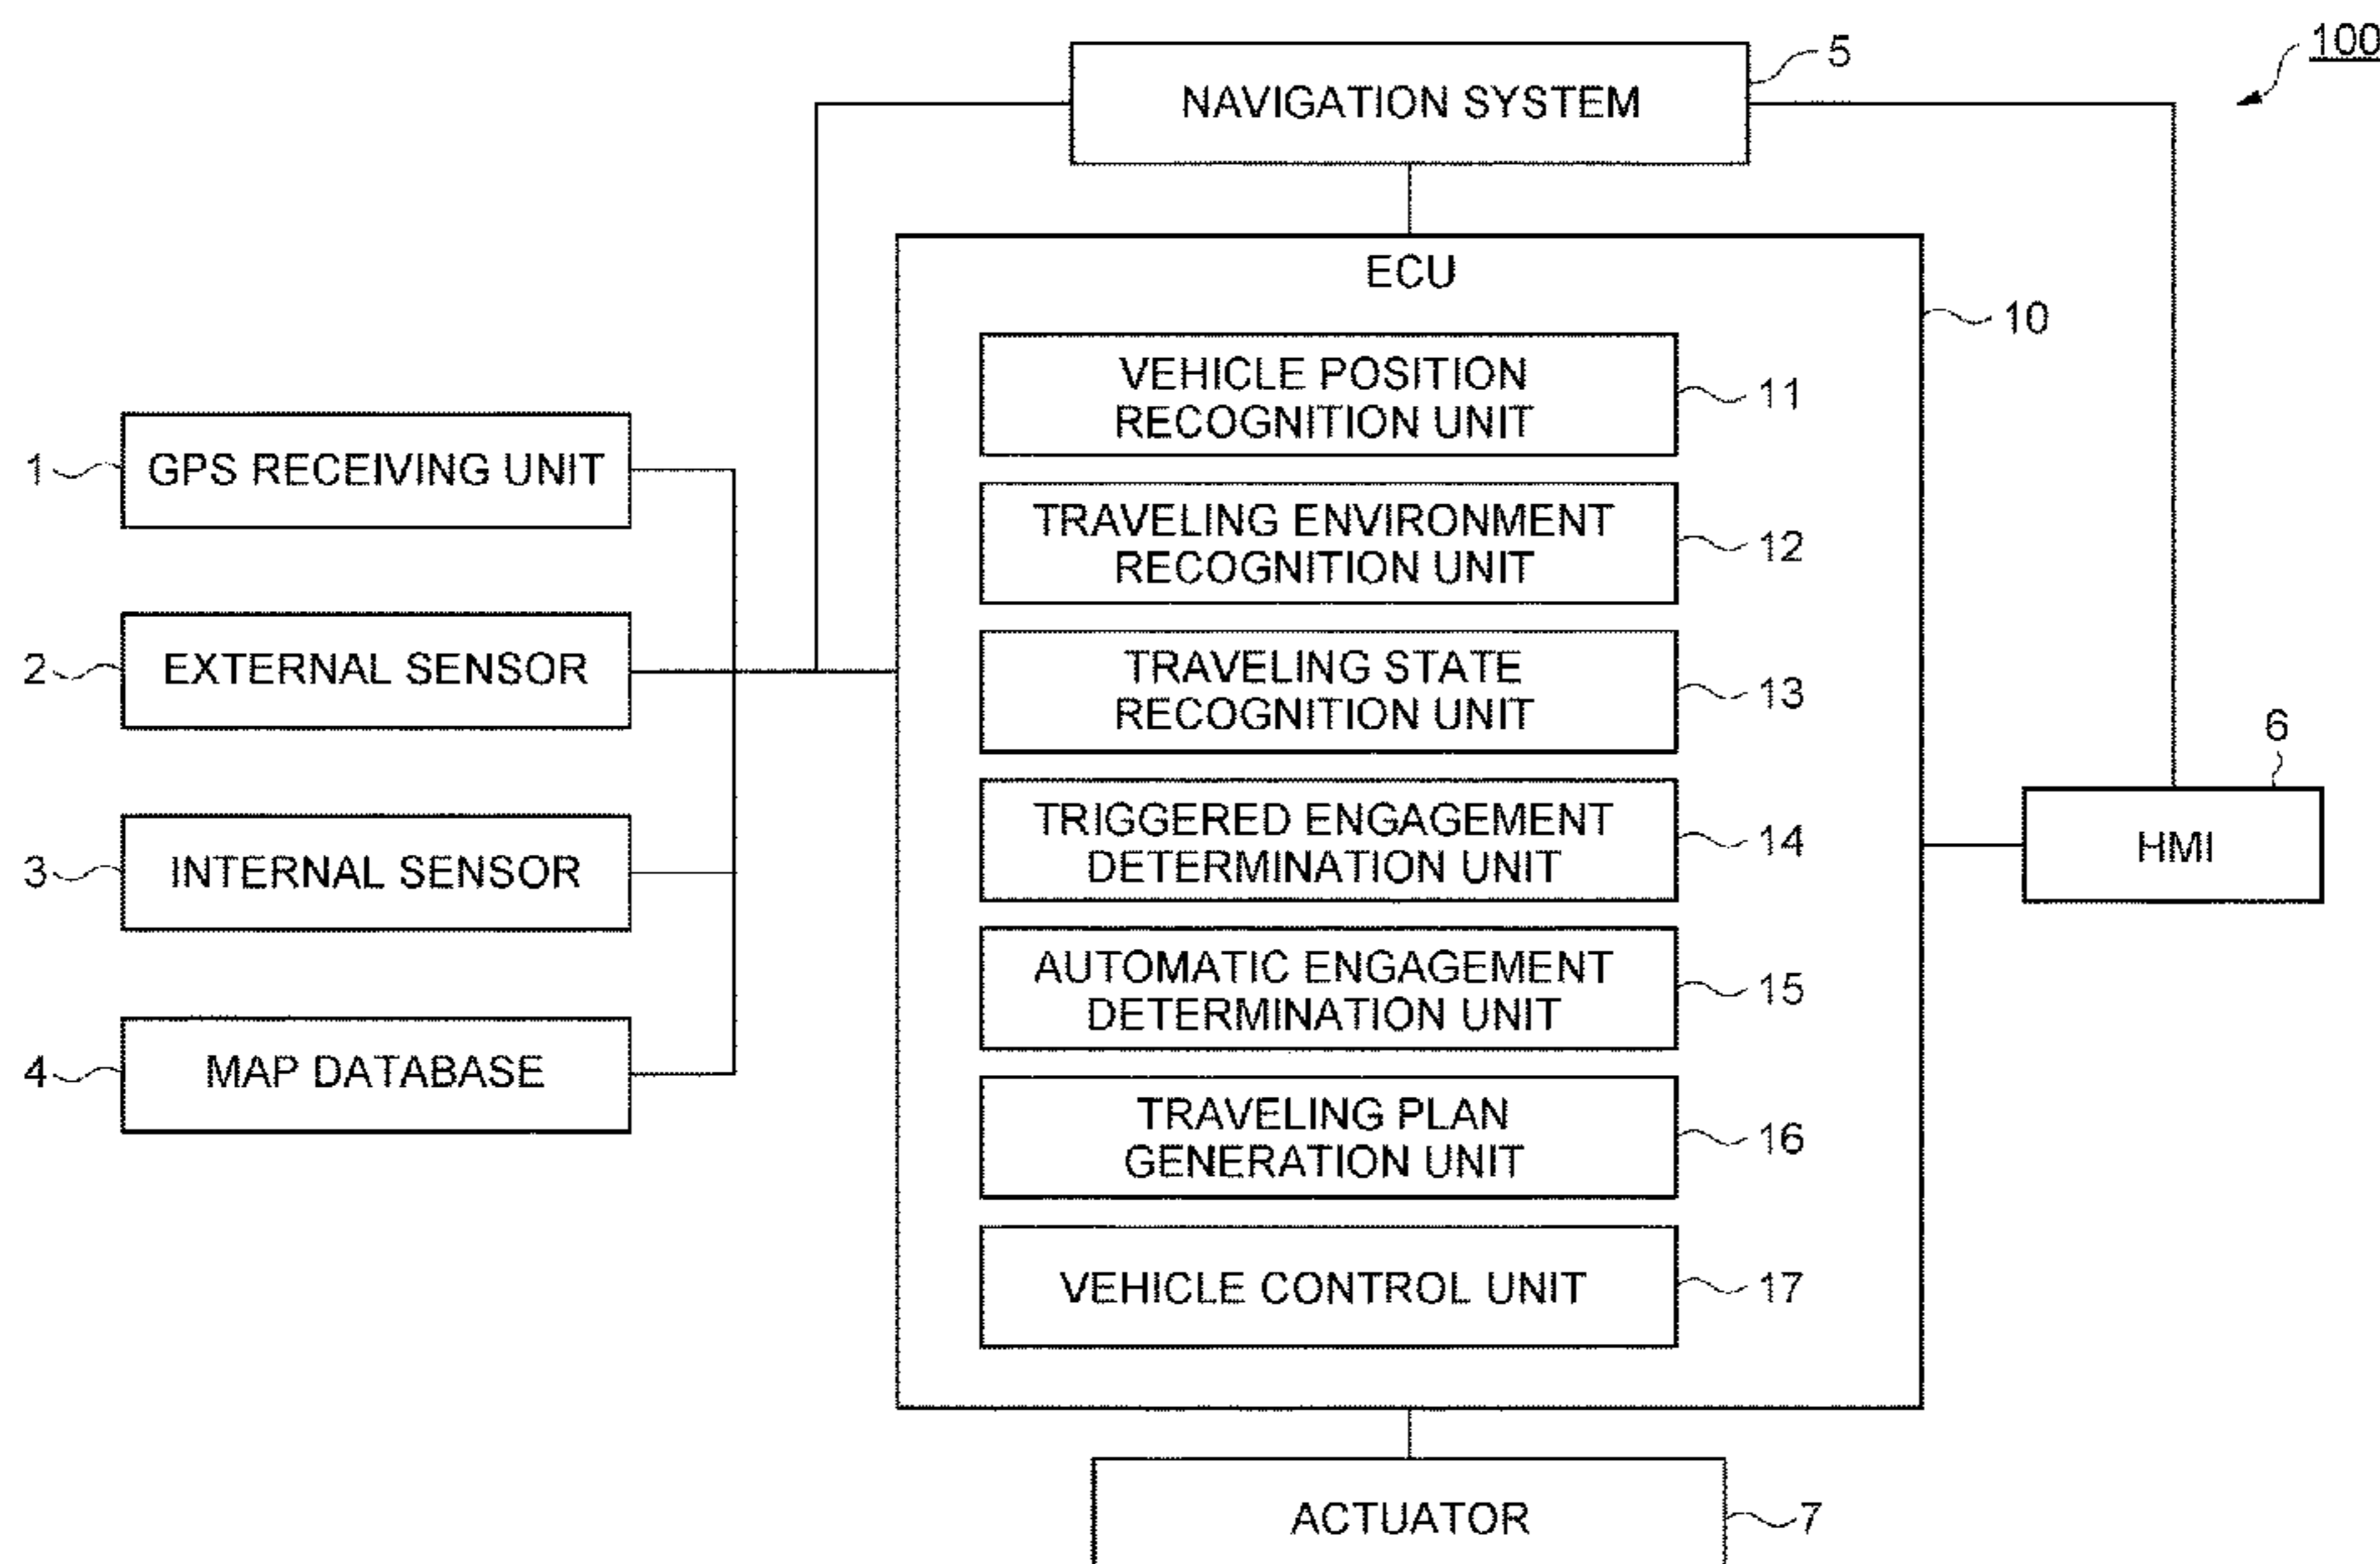 100
5
NAVIGATION SYSTEM
ECU
10
VEHICLE POSITION
RECOGNITION UNIT
11
1
GPS RECEIVING UNIT
TRAVELING ENVIRONMENT
RECOGNITION UNIT
12
2
EXTERNAL SENSOR
TRAVELING STATE
RECOGNITION UNIT
13
6
HMI
3
INTERNAL SENSOR
TRIGGERED ENGAGEMENT
DETERMINATION UNIT
14
AUTOMATIC ENGAGEMENT
DETERMINATION UNIT
15
4
MAP DATABASE
TRAVELING PLAN
GENERATION UNIT
16
VEHICLE CONTROL UNIT
17
ACTUATOR
7